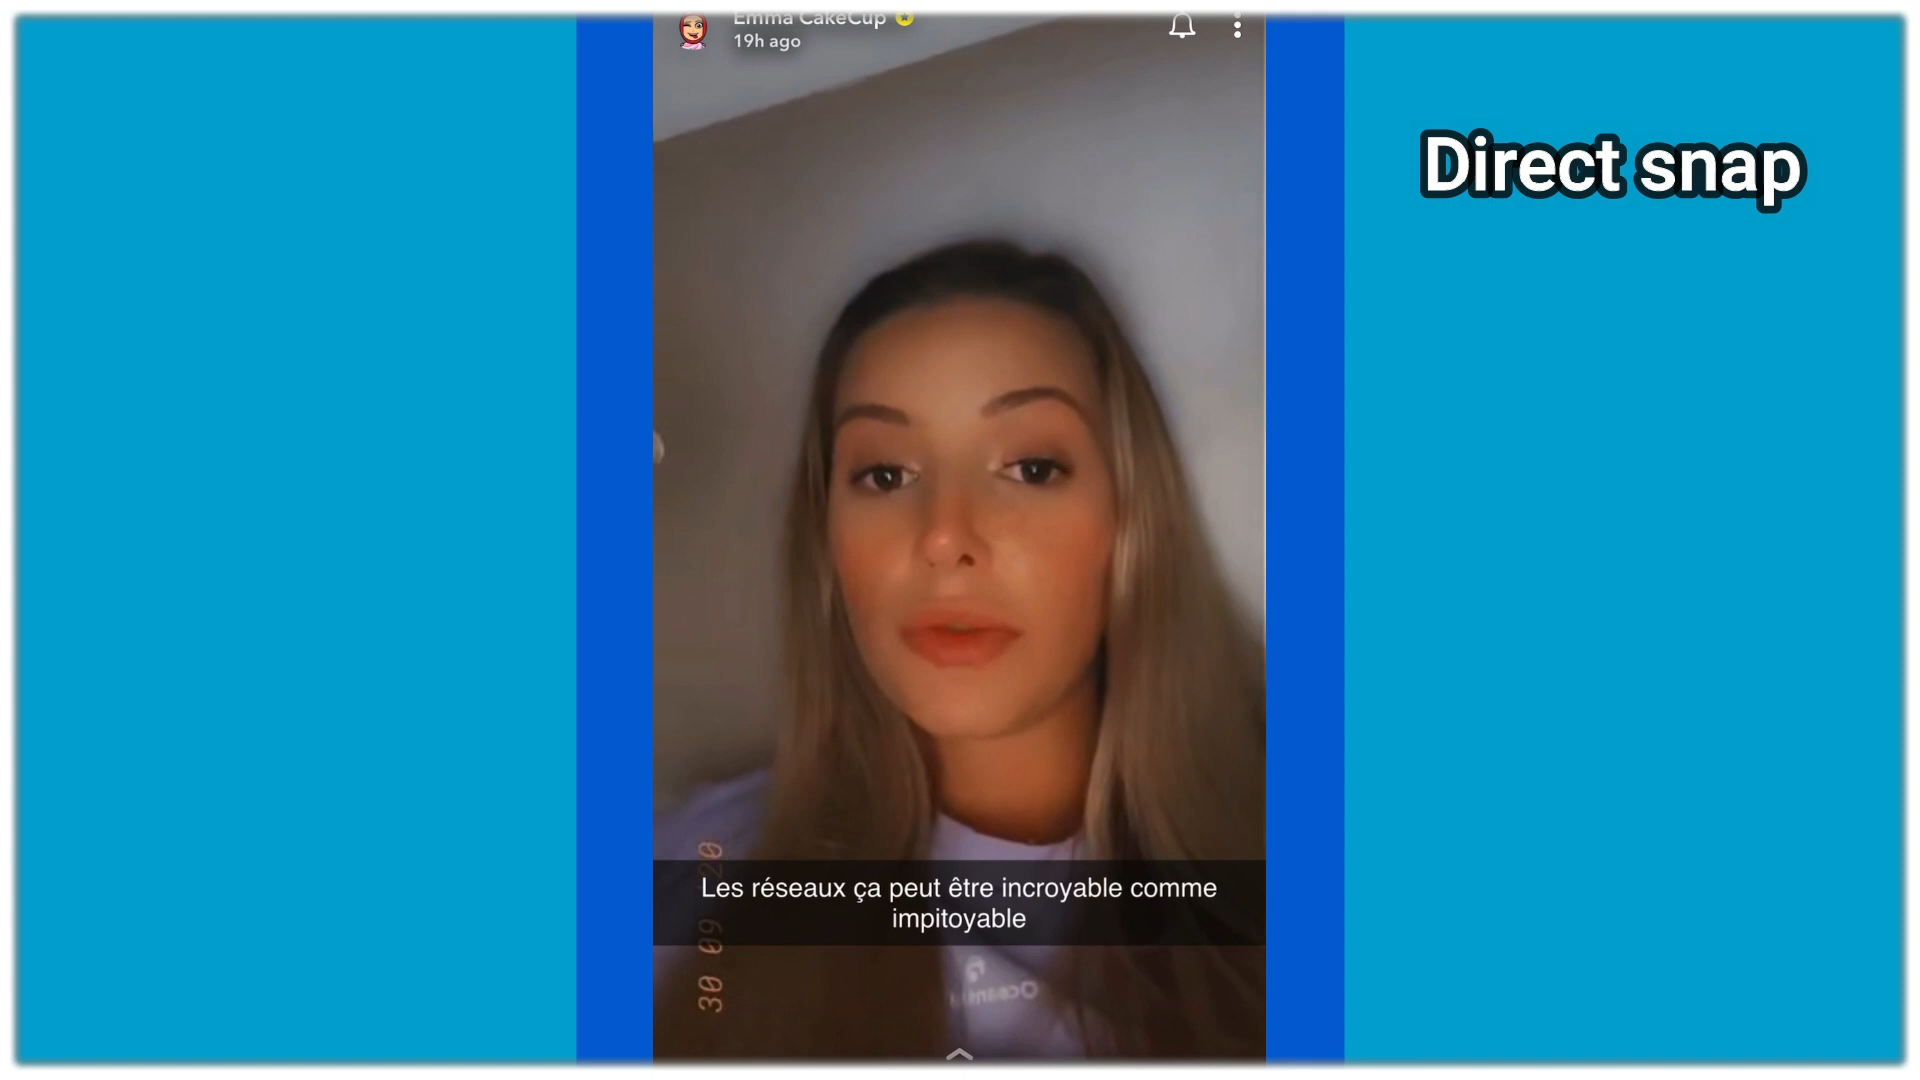 Emma CakeCup
19h ago
Direct snap
Les réseaux ça peut être incroyable comme
impitoyable
30 09 20